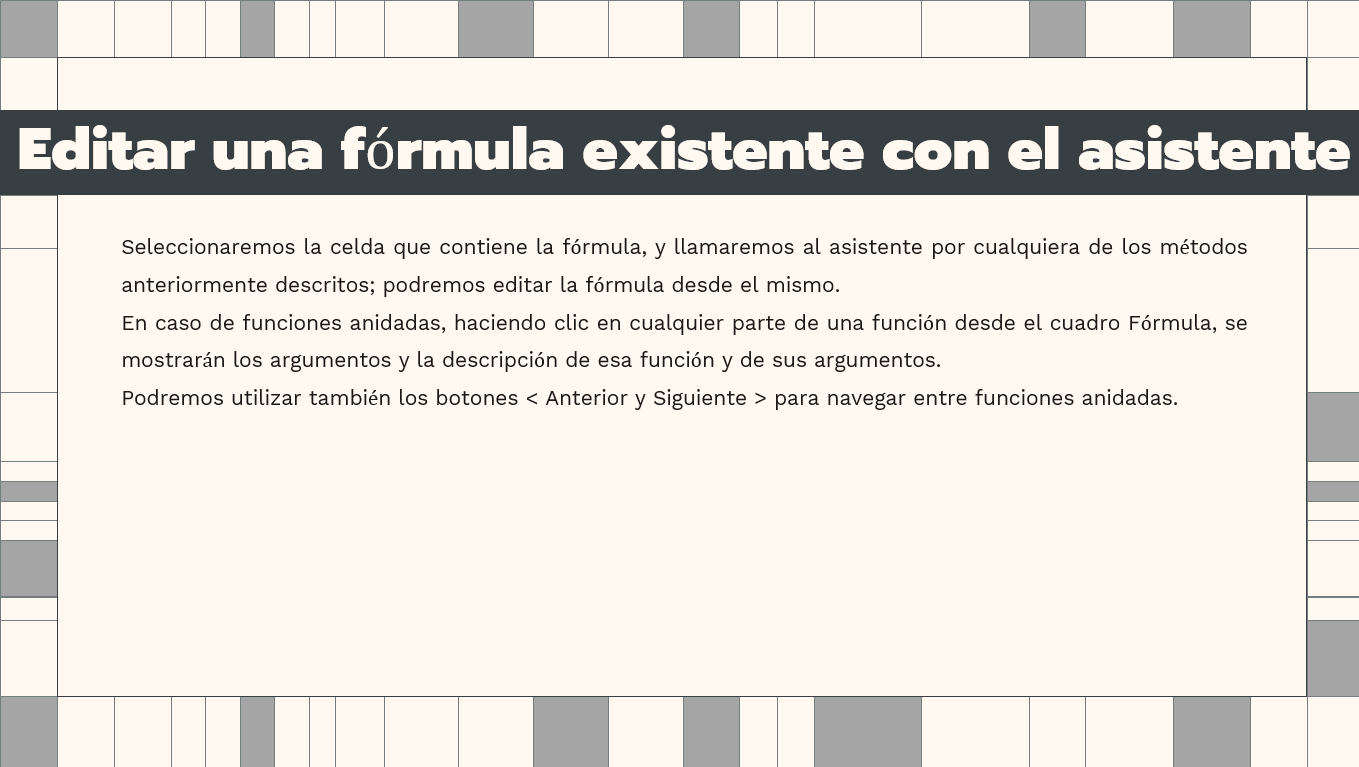 Editar una fórmula existente con el asistente
Seleccionaremos la celda que contiene la fórmula, y llamaremos al asistente por cualquiera de los métodos
anteriormente descritos; podremos editar la fórmula desde el mismo.
En caso de funciones anidadas, haciendo clic en cualquier parte de una función desde el cuadro Fórmula, se
mostrarán los argumentos y la descripción de esa función y de sus argumentos.
Podremos utilizar también los botones < Anterior y Siguiente > para navegar entre funciones anidadas.